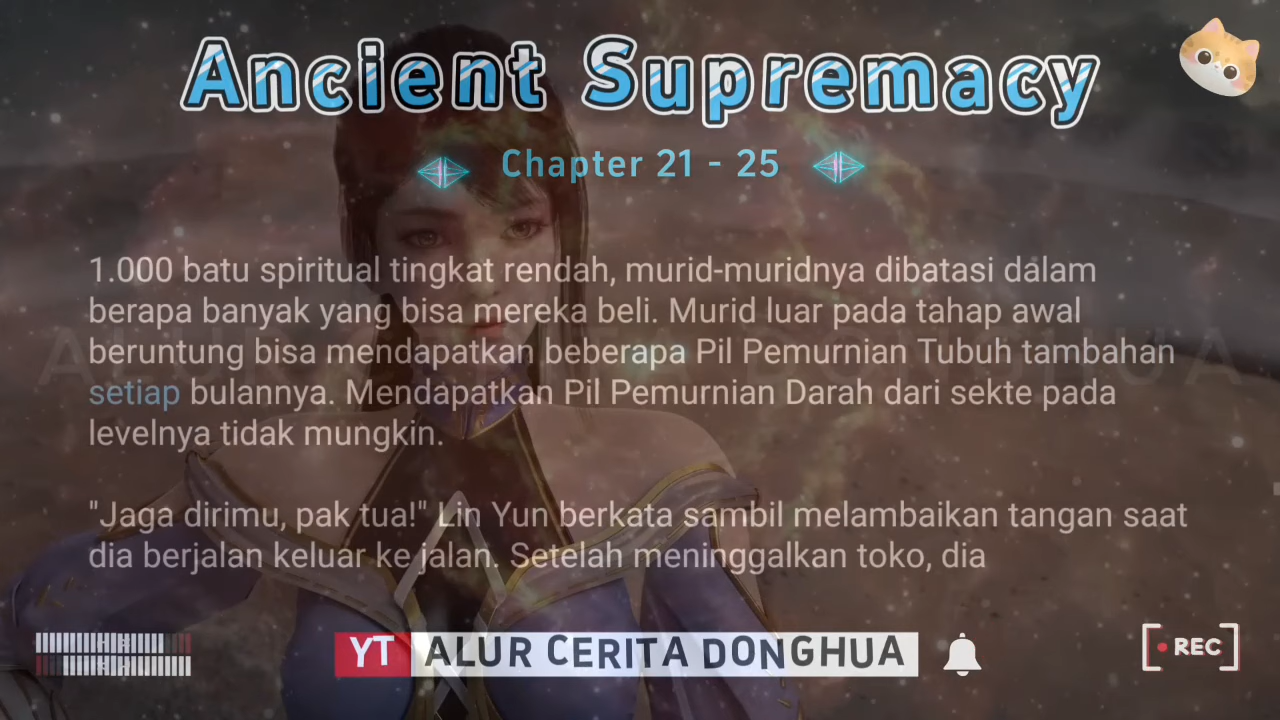 Ancient Supremacy
Chapter 21 - 25
1.000 batu spiritual tingkat rendah, murid-muridnya dibatasi dalam
berapa banyak yang bisa mereka beli. Murid luar pada tahap awal
beruntung bisa mendapatkan beberapa Pil Pemurnian Tubuh tambahan
setiap bulannya. Mendapatkan Pil Pemurnian Darah dari sekte pada
levelnya tidak mungkin.
"Jaga dirimu, pak tua!" Lin Yun berkata sambil melambaikan tangan saat
dia berjalan keluar ke jalan. Setelah meninggalkan toko, dia
YT ALUR CERITA DONGHUA
REC